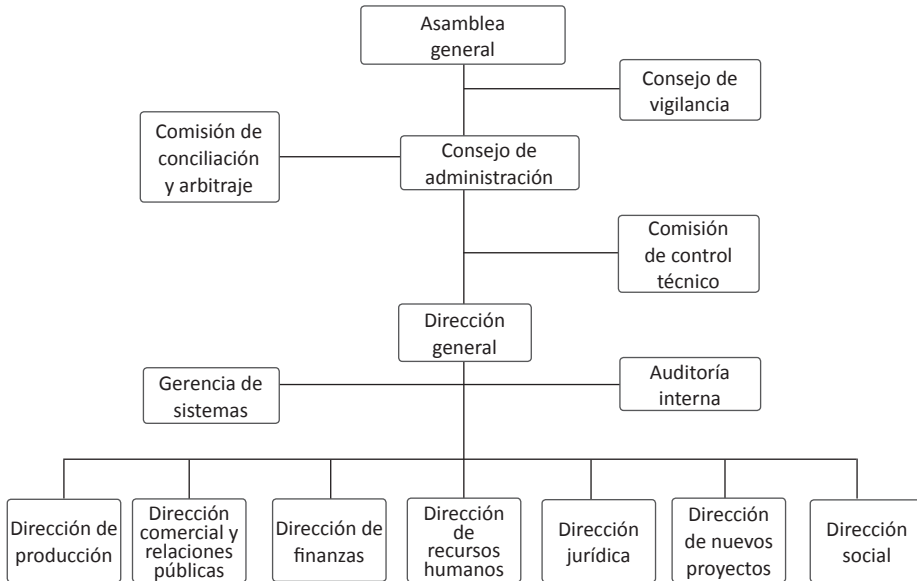 Asamblea
general
Consejo de
vigilancia
Comisión de
conciliación
y arbitraje
Consejo de
administración
Comisión
de control
técnico
Dirección
general
Gerencia de
sistemas
Auditoría
interna
Dirección de
producción
Dirección
comercial y
relaciones
públicas
Dirección de
finanzas
Dirección
de
recursos
humanos
Dirección
jurídica
Dirección
de nuevos
proyectos
Dirección
social